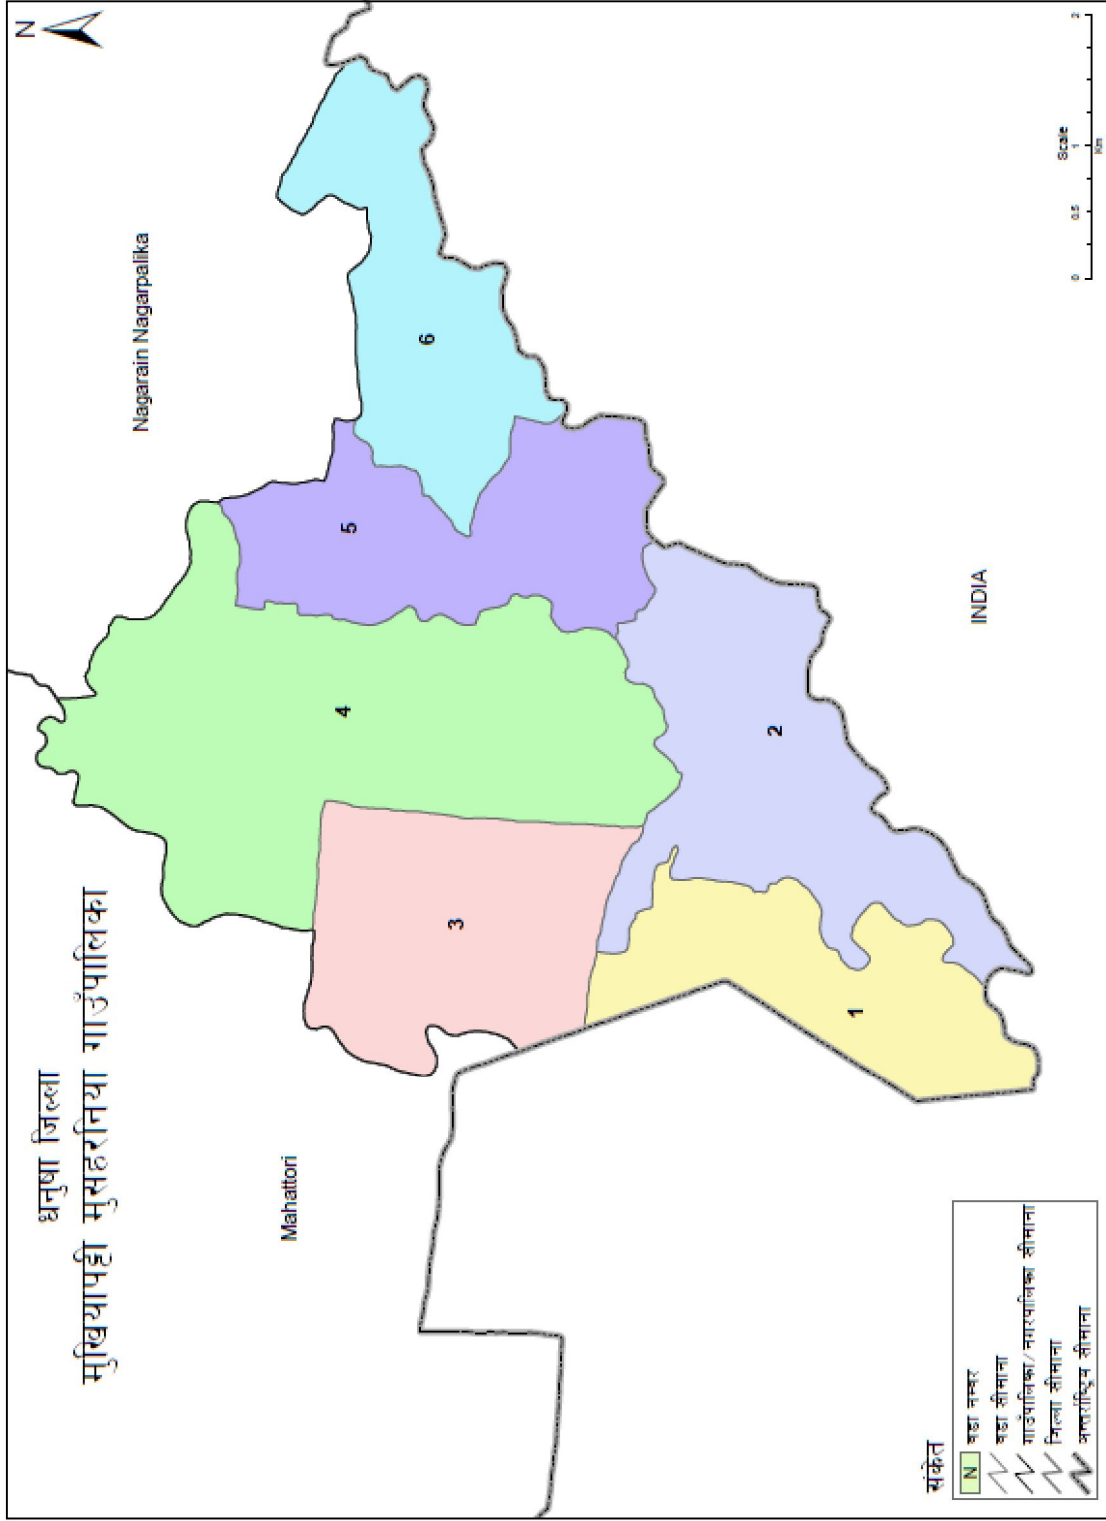 धनुषा जिल्ला
मुखियापट्टी मुसहरमिया गाउँपालिका
N
Nagarain Nagarpalika
Mahattori
INDIA
4
5
6
3
2
1
संकेत
N वडा नम्बर
वडा सीमाना
गाउँपालिका/नगरपालिका सीमाना
जिल्ला सीमाना
अन्तर्राष्ट्रिय सीमाना
Scale
0 0.5 1 2
Km